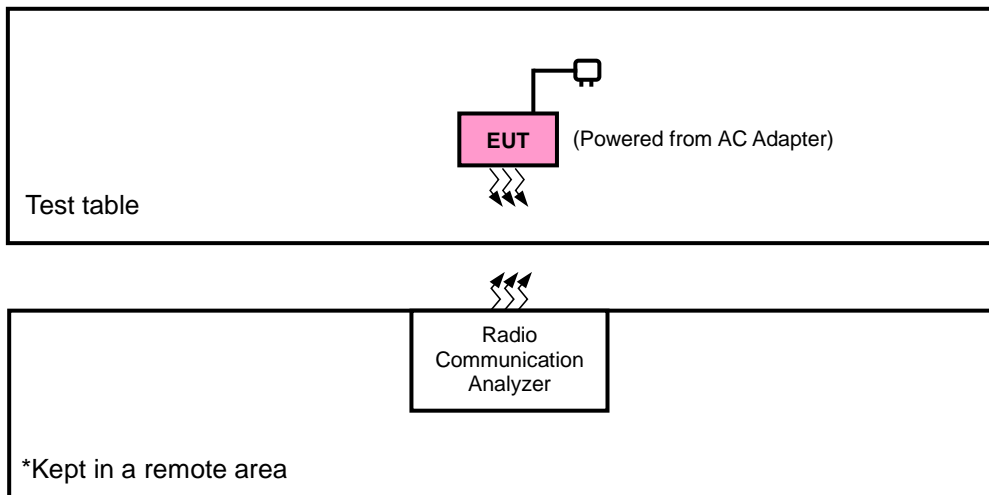 EUT
(Powered from AC Adapter)
Test table
Radio
Communication
Analyzer
*Kept in a remote area